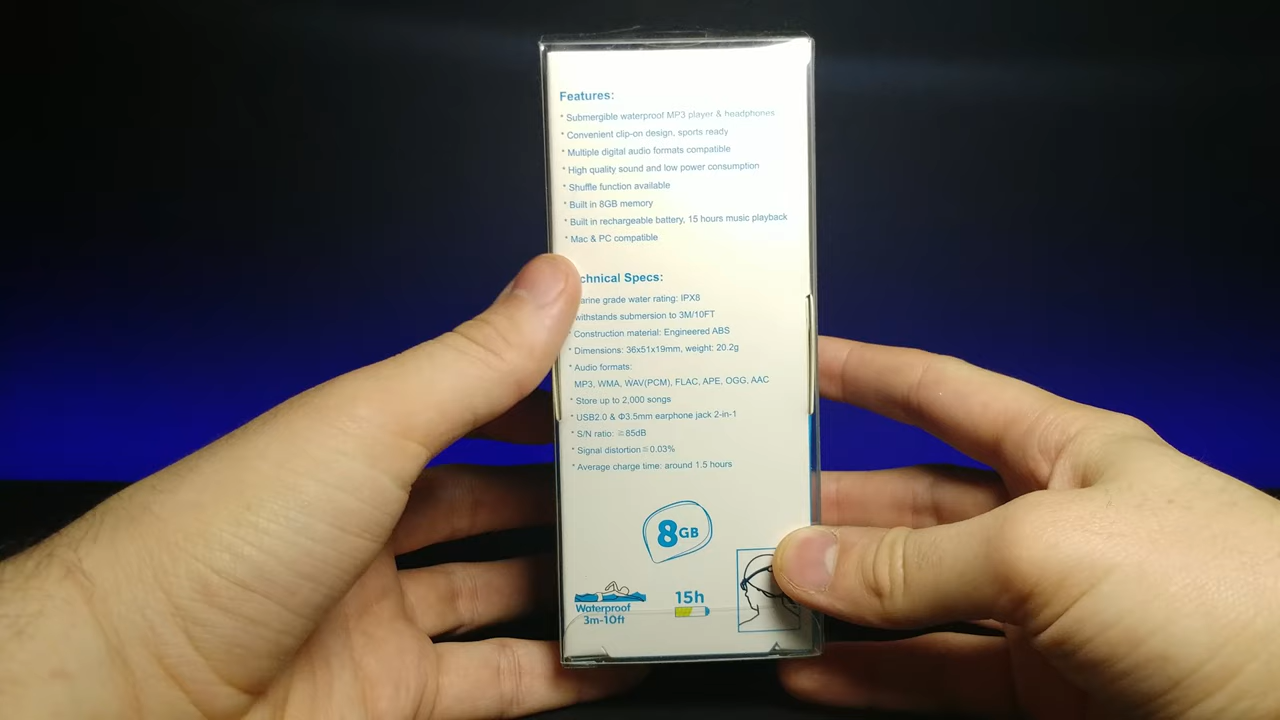 Features:
* Submergible waterproof MP3 player & headphones
* Convenient clip-on design, sports ready
* Multiple digital audio formats compatible
* High quality sound and low power consumption
* Shuffle function available
* Built in 8GB memory
* Built in rechargeable battery, 15 hours music playback
* Mac & PC compatible
chnical Specs:
arine grade water rating: IPX8
withstands submersion to 3M/10FT
* Construction material: Engineered ABS
* Dimensions: 36x51x19mm, weight: 20.2g
* Audio formats:
MP3, WMA, WAV(PCM), FLAC, APE, OGG, AAC
* Store up to 2,000 songs
* USB2.0 & Φ3.5mm earphone jack 2-in-1
* S/N ratio: ≥85dB
* Signal distortion≤0.03%
* Average charge time: around 1.5 hours
8GB
Waterproof
3m-10ft
15h